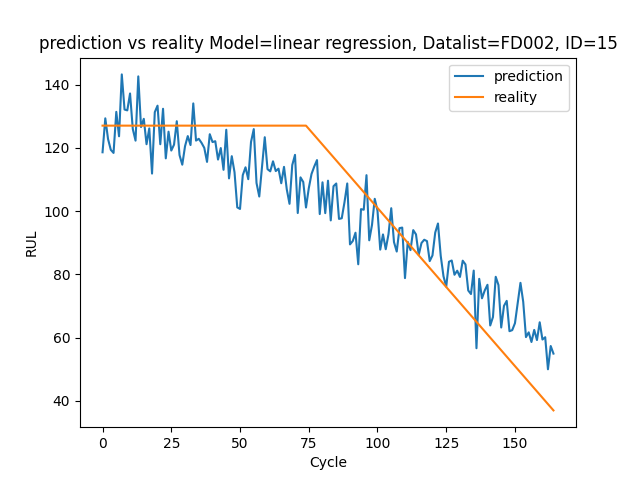 prediction vs reality Model=linear regression, Datalist=FD002, ID=15
prediction
reality
140
120
100
80
60
40
RUL
0 25 50 75 100 125 150
Cycle